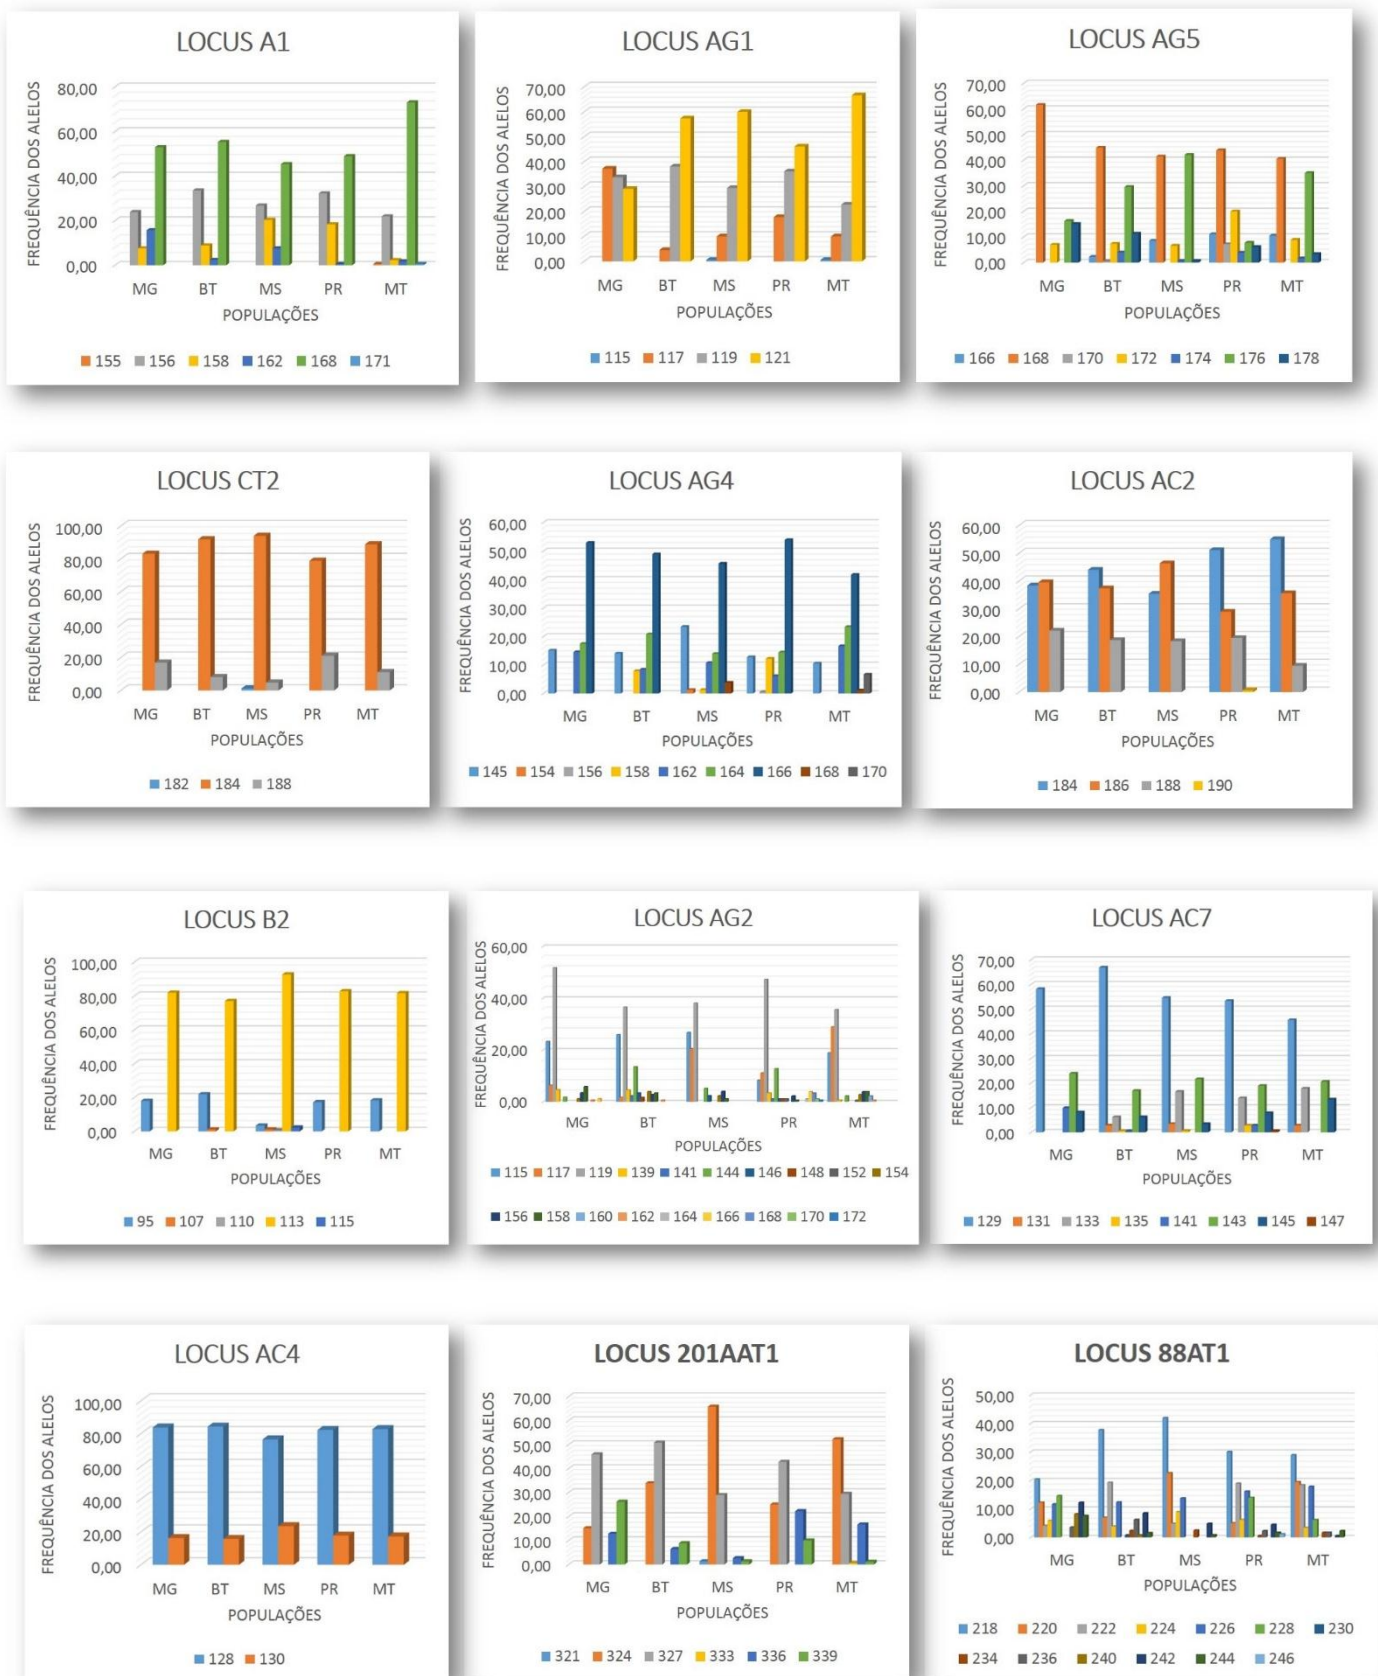 LOCUS A1
FREQUÊNCIA DOS ALELOS
80,00
60,00
40,00
20,00
0,00
MG BT MS PR MT
POPULAÇÕES
155 156 158 162 168 171
LOCUS AG1
FREQUÊNCIA DOS ALELOS
70,00
60,00
50,00
40,00
30,00
20,00
10,00
0,00
MG BT MS PR MT
POPULAÇÕES
115 117 119 121
LOCUS AG5
FREQUÊNCIA DOS ALELOS
70,00
60,00
50,00
40,00
30,00
20,00
10,00
0,00
MG BT MS PR MT
POPULAÇÕES
166 168 170 172 174 176 178
LOCUS CT2
FREQUÊNCIA DOS ALELOS
100,00
80,00
60,00
40,00
20,00
0,00
MG BT MS PR MT
POPULAÇÕES
182 184 188
LOCUS AG4
FREQUÊNCIA DOS ALELOS
60,00
50,00
40,00
30,00
20,00
10,00
0,00
MG BT MS PR MT
POPULAÇÕES
145 154 156 158 162 164 166 168 170
LOCUS AC2
FREQUÊNCIA DOS ALELOS
60,00
50,00
40,00
30,00
20,00
10,00
0,00
MG BT MS PR MT
POPULAÇÕES
184 186 188 190
LOCUS B2
FREQUÊNCIA DOS ALELOS
100,00
80,00
60,00
40,00
20,00
0,00
MG BT MS PR MT
POPULAÇÕES
95 107 110 113 115
LOCUS AG2
FREQUÊNCIA DOS ALELOS
60,00
40,00
20,00
0,00
MG BT MS PR MT
POPULAÇÕES
115 117 119 139 141 144 146 148 152 154
156 158 160 162 164 166 168 170 172
LOCUS AC7
FREQUÊNCIA DOS ALELOS
70,00
60,00
50,00
40,00
30,00
20,00
10,00
0,00
MG BT MS PR MT
POPULAÇÕES
129 131 133 135 141 143 145 147
LOCUS AC4
FREQUÊNCIA DOS ALELOS
100,00
80,00
60,00
40,00
20,00
0,00
MG BT MS PR MT
POPULAÇÕES
128 130
LOCUS 201AAT1
FREQUÊNCIA DOS ALELOS
70,00
60,00
50,00
40,00
30,00
20,00
10,00
0,00
MG BT MS PR MT
POPULAÇÕES
321 324 327 333 336 339
LOCUS 88AT1
FREQUÊNCIA DOS ALELOS
50,00
40,00
30,00
20,00
10,00
0,00
MG BT MS PR MT
POPULAÇÕES
218 220 222 224 226 228 230
234 236 240 242 244 246